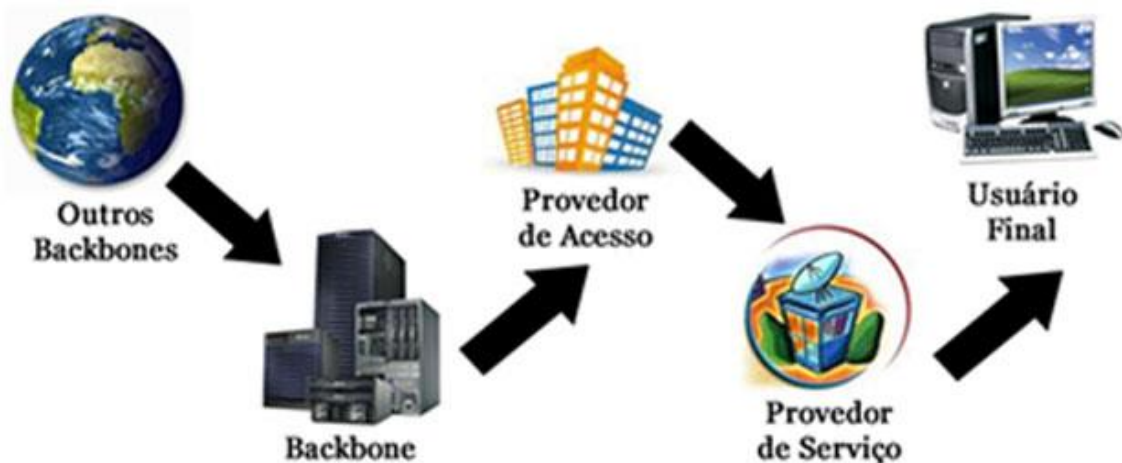 Outros
Backbones
Backbone
Provedor
de Acesso
Provedor
de Serviço
Usuário
Final